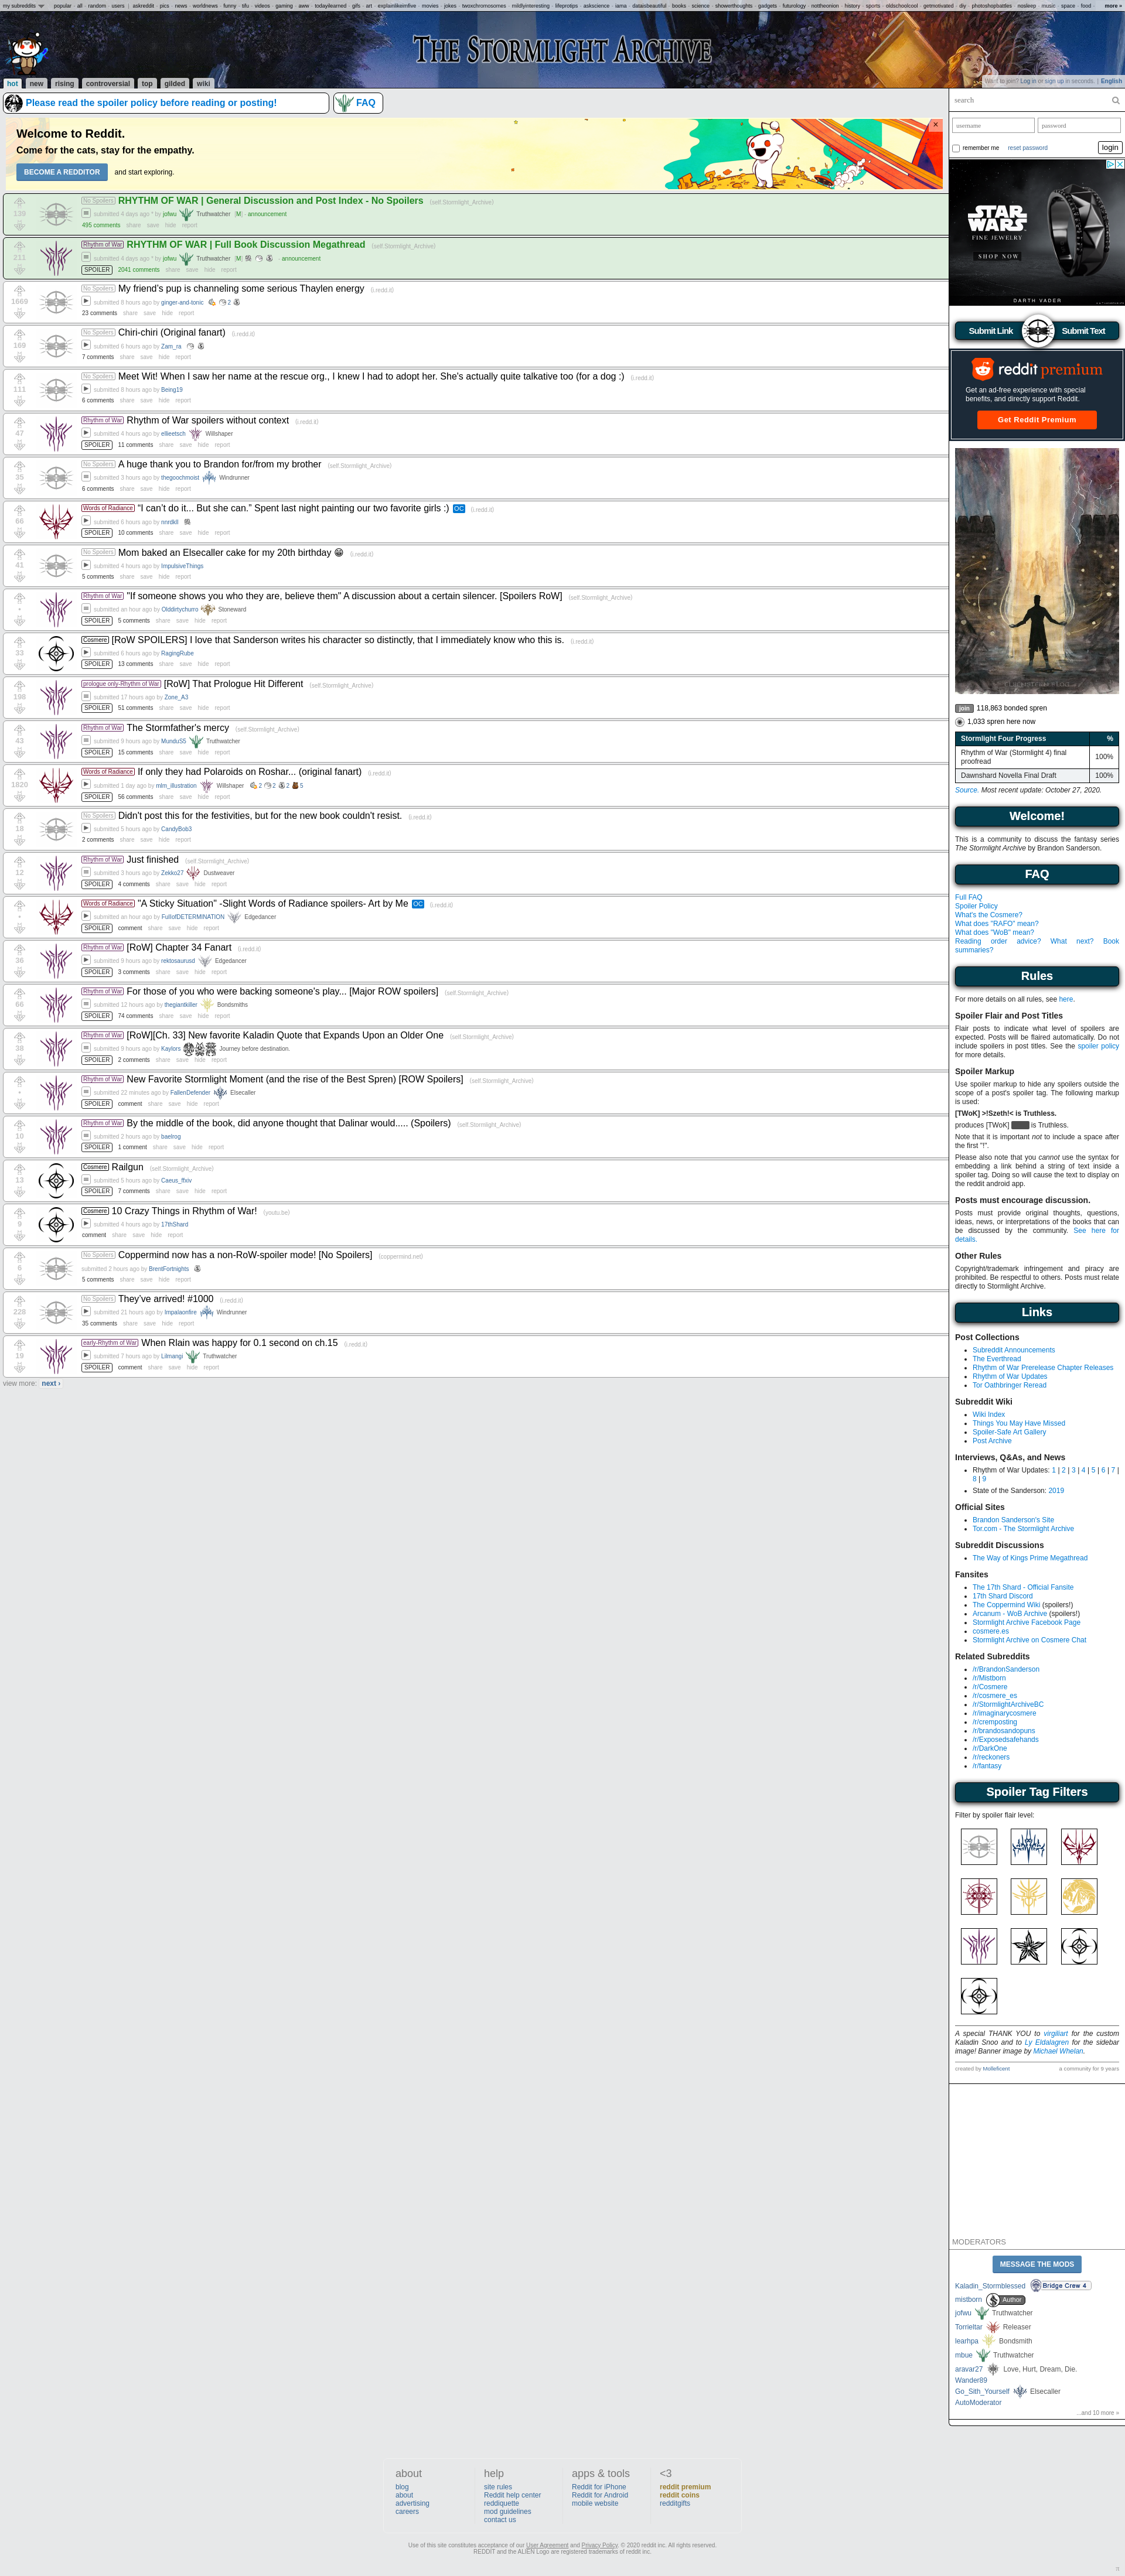 my subreddits popular all random users | askreddit pics news worldnews funny tifu videos gaming aww todayilearned gifs art explainlikeimfive movies jokes twoxchromosomes mildlyinteresting lifeprotips askscience iama dataisbeautiful books science showerthoughts gadgets futurology nottheonion history sports oldschoolcool getmotivated diy photoshopbattles nosleep music space food more »
The Stormlight Archive
hot new rising controversial top gilded wiki
Want to join? Log in or sign up in seconds. | English
Please read the spoiler policy before reading or posting!
FAQ
Welcome to Reddit.
Come for the cats, stay for the empathy.
BECOME A REDDITOR and start exploring.
139
No Spoilers RHYTHM OF WAR | General Discussion and Post Index - No Spoilers (self.Stormlight_Archive)
submitted 4 days ago * by jofwu Truthwatcher [M] - announcement
495 comments share save hide report
211
Rhythm of War RHYTHM OF WAR | Full Book Discussion Megathread (self.Stormlight_Archive)
submitted 4 days ago * by jofwu Truthwatcher [M] - announcement
SPOILER 2041 comments share save hide report
1669
No Spoilers My friend's pup is channeling some serious Thaylen energy (i.redd.it)
submitted 8 hours ago by ginger-and-tonic 2
23 comments share save hide report
169
No Spoilers Chiri-chiri (Original fanart) (i.redd.it)
submitted 6 hours ago by Zam_ra
7 comments share save hide report
111
No Spoilers Meet Wit! When I saw her name at the rescue org., I knew I had to adopt her. She's actually quite talkative too (for a dog :) (i.redd.it)
submitted 8 hours ago by Being19
6 comments share save hide report
47
Rhythm of War Rhythm of War spoilers without context (i.redd.it)
submitted 4 hours ago by ellieetsch Willshaper
SPOILER 11 comments share save hide report
35
No Spoilers A huge thank you to Brandon for/from my brother (self.Stormlight_Archive)
submitted 3 hours ago by thegoochmoist Windrunner
6 comments share save hide report
66
Words of Radiance “I can’t do it... But she can.” Spent last night painting our two favorite girls :) OC (i.redd.it)
submitted 6 hours ago by nnrdkll
SPOILER 10 comments share save hide report
41
No Spoilers Mom baked an Elsecaller cake for my 20th birthday 😁 (i.redd.it)
submitted 4 hours ago by ImpulsiveThings
5 comments share save hide report
•
Rhythm of War "If someone shows you who they are, believe them" A discussion about a certain silencer. [Spoilers RoW] (self.Stormlight_Archive)
submitted an hour ago by Olddirtychurro Stoneward
SPOILER 5 comments share save hide report
33
Cosmere [RoW SPOILERS] I love that Sanderson writes his character so distinctly, that I immediately know who this is. (i.redd.it)
submitted 6 hours ago by RagingRube
SPOILER 13 comments share save hide report
198
prologue only-Rhythm of War [RoW] That Prologue Hit Different (self.Stormlight_Archive)
submitted 17 hours ago by Zone_A3
SPOILER 51 comments share save hide report
43
Rhythm of War The Stormfather's mercy (self.Stormlight_Archive)
submitted 9 hours ago by MunduS5 Truthwatcher
SPOILER 15 comments share save hide report
1820
Words of Radiance If only they had Polaroids on Roshar... (original fanart) (i.redd.it)
submitted 1 day ago by mlm_illustration Willshaper 2 2 2 5
SPOILER 56 comments share save hide report
18
No Spoilers Didn't post this for the festivities, but for the new book couldn't resist. (i.redd.it)
submitted 5 hours ago by CandyBob3
2 comments share save hide report
12
Rhythm of War Just finished (self.Stormlight_Archive)
submitted 3 hours ago by Zekko27 Dustweaver
SPOILER 4 comments share save hide report
•
Words of Radiance "A Sticky Situation" -Slight Words of Radiance spoilers- Art by Me OC (i.redd.it)
submitted an hour ago by FullofDETERMINATION Edgedancer
SPOILER comment share save hide report
36
Rhythm of War [RoW] Chapter 34 Fanart (i.redd.it)
submitted 9 hours ago by rektosaurusd Edgedancer
SPOILER 3 comments share save hide report
66
Rhythm of War For those of you who were backing someone's play... [Major ROW spoilers] (self.Stormlight_Archive)
submitted 12 hours ago by thegiantkiller Bondsmiths
SPOILER 74 comments share save hide report
38
Rhythm of War [RoW][Ch. 33] New favorite Kaladin Quote that Expands Upon an Older One (self.Stormlight_Archive)
submitted 9 hours ago by Kaylors Journey before destination.
SPOILER 2 comments share save hide report
•
Rhythm of War New Favorite Stormlight Moment (and the rise of the Best Spren) [ROW Spoilers] (self.Stormlight_Archive)
submitted 22 minutes ago by FallenDefender Elsecaller
SPOILER comment share save hide report
10
Rhythm of War By the middle of the book, did anyone thought that Dalinar would..... (Spoilers) (self.Stormlight_Archive)
submitted 2 hours ago by baelrog
SPOILER 1 comment share save hide report
13
Cosmere Railgun (self.Stormlight_Archive)
submitted 5 hours ago by Caeus_ffxiv
SPOILER 7 comments share save hide report
9
Cosmere 10 Crazy Things in Rhythm of War! (youtu.be)
submitted 4 hours ago by 17thShard
comment share save hide report
6
No Spoilers Coppermind now has a non-RoW-spoiler mode! [No Spoilers] (coppermind.net)
submitted 2 hours ago by BrentFortnights
5 comments share save hide report
228
No Spoilers They've arrived! #1000 (i.redd.it)
submitted 21 hours ago by Impalaonfire Windrunner
35 comments share save hide report
19
early-Rhythm of War When Rlain was happy for 0.1 second on ch.15 (i.redd.it)
submitted 7 hours ago by Lilmangi Truthwatcher
SPOILER comment share save hide report
view more: next ›
search
username password
remember me reset password login
STAR WARS
FINE JEWELRY
SHOP NOW
DARTH VADER
Submit Link Submit Text
reddit premium
Get an ad-free experience with special
benefits, and directly support Reddit.
Get Reddit Premium
join 118,863 bonded spren
1,033 spren here now
Stormlight Four Progress %
Rhythm of War (Stormlight 4) final
proofread 100%
Dawnshard Novella Final Draft 100%
Source. Most recent update: October 27, 2020.
Welcome!
This is a community to discuss the fantasy series
The Stormlight Archive by Brandon Sanderson.
FAQ
Full FAQ
Spoiler Policy
What's the Cosmere?
What does "RAFO" mean?
What does "WoB" mean?
Reading order advice? What next? Book
summaries?
Rules
For more details on all rules, see here.
Spoiler Flair and Post Titles
Flair posts to indicate what level of spoilers are
expected. Posts will be flaired automatically. Do not
include spoilers in post titles. See the spoiler policy
for more details.
Spoiler Markup
Use spoiler markup to hide any spoilers outside the
scope of a post's spoiler tag. The following markup
is used:
[TWoK] >!Szeth!< is Truthless.
produces [TWoK] is Truthless.
Note that it is important not to include a space after
the first "!".
Please also note that you cannot use the syntax for
embedding a link behind a string of text inside a
spoiler tag. Doing so will cause the text to display on
the reddit android app.
Posts must encourage discussion.
Posts must provide original thoughts, questions,
ideas, news, or interpretations of the books that can
be discussed by the community. See here for
details.
Other Rules
Copyright/trademark infringement and piracy are
prohibited. Be respectful to others. Posts must relate
directly to Stormlight Archive.
Links
Post Collections
Subreddit Announcements
The Everthread
Rhythm of War Prerelease Chapter Releases
Rhythm of War Updates
Tor Oathbringer Reread
Subreddit Wiki
Wiki Index
Things You May Have Missed
Spoiler-Safe Art Gallery
Post Archive
Interviews, Q&As, and News
Rhythm of War Updates: 1 | 2 | 3 | 4 | 5 | 6 | 7 |
8 | 9
State of the Sanderson: 2019
Official Sites
Brandon Sanderson's Site
Tor.com - The Stormlight Archive
Subreddit Discussions
The Way of Kings Prime Megathread
Fansites
The 17th Shard - Official Fansite
17th Shard Discord
The Coppermind Wiki (spoilers!)
Arcanum - WoB Archive (spoilers!)
Stormlight Archive Facebook Page
cosmere.es
Stormlight Archive on Cosmere Chat
Related Subreddits
/r/BrandonSanderson
/r/Mistborn
/r/Cosmere
/r/cosmere_es
/r/StormlightArchiveBC
/r/imaginarycosmere
/r/cremposting
/r/brandosandopuns
/r/Exposedsafehands
/r/DarkOne
/r/reckoners
/r/fantasy
Spoiler Tag Filters
Filter by spoiler flair level:
A special THANK YOU to virgiliart for the custom
Kaladin Snoo and to Ly Eldalagren for the sidebar
image! Banner image by Michael Whelan.
created by Molleficent a community for 9 years
MODERATORS
MESSAGE THE MODS
Kaladin_Stormblessed Bridge Crew 4
mistborn Author
jofwu Truthwatcher
Torrieltar Releaser
learhpa Bondsmith
mbue Truthwatcher
aravar27 Love, Hurt, Dream, Die.
Wander89
Go_Sith_Yourself Elsecaller
AutoModerator
...and 10 more »
about
blog
about
advertising
careers
help
site rules
Reddit help center
reddiquette
mod guidelines
contact us
apps & tools
Reddit for iPhone
Reddit for Android
mobile website
<3
reddit premium
reddit coins
redditgifts
Use of this site constitutes acceptance of our User Agreement and Privacy Policy. © 2020 reddit inc. All rights reserved.
REDDIT and the ALIEN Logo are registered trademarks of reddit inc.
π